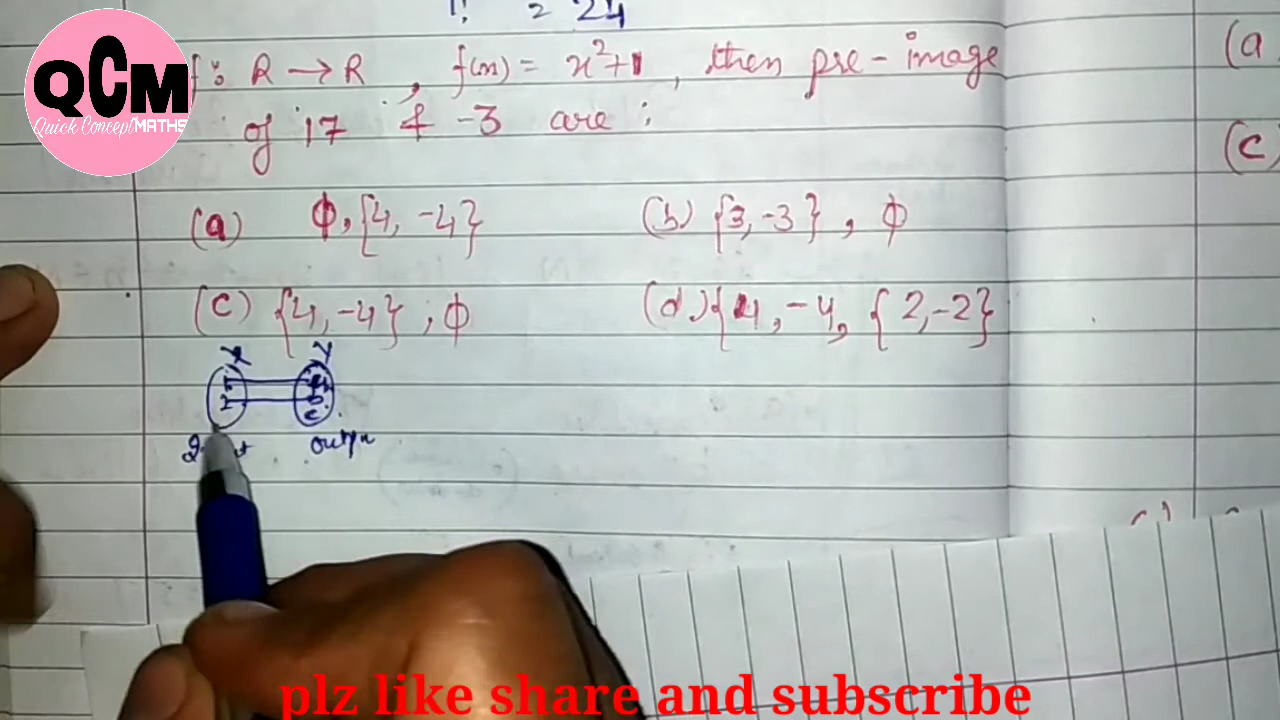 !! = 24
QCM
Quick Concept MATHS
f : R → R , f(x) = x²+1 , then pre-image
of 17 & -3 are :
(a) φ, {4, -4}
(b) {3, -3} , φ
(c) {4, -4} , φ
(d) {4, -4, {2, -2}
(a
(c)
x y
plz like share and subscribe